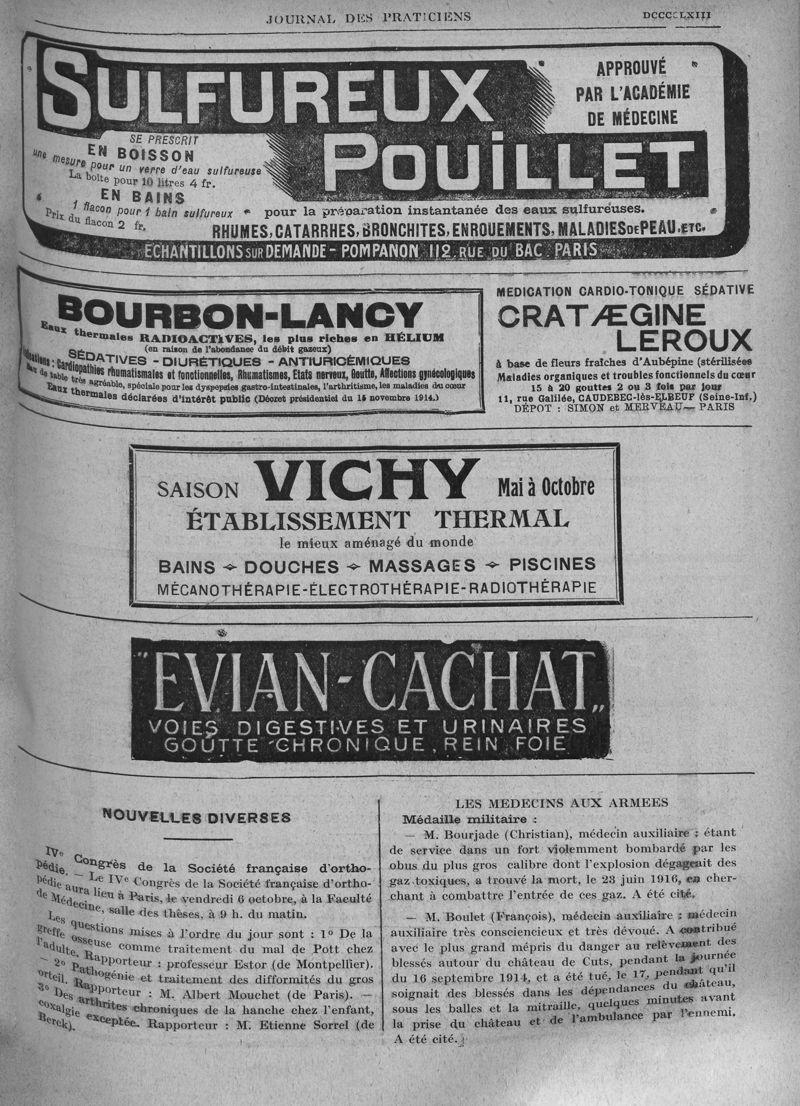 JOURNAL DES PRATICIENS
SULFUREUX
POUILLET
APPROUVÉ
PAR L'ACADÉMIE
DE MÉDECINE
SE PRESCRIT
EN BOISSON
une mesure pour un verre d'eau sulfureuse
La boîte pour 10 litres 4 fr.
EN BAINS
1 flacon pour 1 bain sulfureux
Prix du flacon 2 fr.
pour la préparation instantanée des eaux sulfureuses.
RHUMES, CATARRHES, BRONCHITES, ENROUEMENTS, MALADIES DE PEAU, ETC.
ÉCHANTILLONS SUR DEMANDE - POMPANON 112, RUE DU BAC PARIS
BOURBON-LANCY
Eaux thermales RADIOACTIVES, les plus riches en HÉLIUM
(en raison de l'abondance du débit gazeux)
SÉDATIVES - DIURÉTIQUES - ANTIURICÉMIQUES
Cardiopathies rhumatismales et fonctionnelles, Rhumatismes, Etats nerveux, Goutte, Affections gynécologiques
Eau de table très agréable, spéciale pour les dyspepdes gastro-intestinales, l'arthritisme, les maladies du cœur
Eaux thermales déclarées d'intérêt public (Décret présidentiel du 15 novembre 1914.)
MEDICATION CARDIO-TONIQUE SÉDATIVE
CRATÆGINE
LEROUX
à base de fleurs fraîches d'Aubépine (stérilisées
Maladies organiques et troubles fonctionnels du cœur
15 à 20 gouttes 2 ou 3 fois par jour
11, rue Galilée, CAUDEBEC-lès-ELBEUF (Seine-Inf.)
DÉPOT : SIMON et MERVEAU — PARIS
SAISON VICHY Mai à Octobre
ÉTABLISSEMENT THERMAL
le mieux aménagé du monde
BAINS DOUCHES MASSAGES PISCINES
MÉCANOTHÉRAPIE-ÉLECTROTHÉRAPIE-RADIOTHÉRAPIE
"EVIAN-CACHAT„
VOIES DIGESTIVES ET URINAIRES
GOUTTE CHRONIQUE, REIN, FOIE
NOUVELLES DIVERSES
IVe Congrès de la Société française d'ortho-
pédie. — Le IVe Congrès de la Société française d'ortho-
pédie aura lieu à Paris, le vendredi 6 octobre, à la Faculté
de Médecine, salle des thèses, à 9 h. du matin.
Les questions mises à l'ordre du jour sont : 1° De la
greffe osseuse comme traitement du mal de Pott chez
l'adulte. Rapporteur : professeur Estor (de Montpellier).
— 2° Pathogénie et traitement des difformités du gros
orteil. Rapporteur : M. Albert Mouchet (de Paris). —
3° Des arthrites chroniques de la hanche chez l'enfant,
coxalgie exceptée. Rapporteur : M. Etienne Sorrel (de
Berck).
LES MEDECINS AUX ARMEES
Médaille militaire :
— M. Bourjade (Christian), médecin auxiliaire : étant
de service dans un fort violemment bombardé par les
obus du plus gros calibre dont l'explosion dégageait des
gaz toxiques, a trouvé la mort, le 23 juin 1916, en cher-
chant à combattre l'entrée de ces gaz. A été cité.
— M. Boulet (François), médecin auxiliaire : médecin
auxiliaire très consciencieux et très dévoué. A contribué
avec le plus grand mépris du danger au relèvement des
blessés autour du château de Cuts, pendant la journée
du 16 septembre 1914, et a été tué, le 17, pendant qu'il
soignait des blessés dans les dépendances du château,
sous les balles et la mitraille, quelques minutes avant
la prise du château et de l'ambulance par l'ennemi.
A été cité.